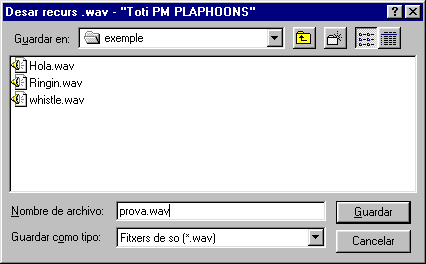 Desar recurs .wav - "Toti PM PLAPHOONS"
Guardar en: exemple
Hola.wav
Ringin.wav
whistle.wav
Nombre de archivo: prova.wav Guardar
Guardar como tipo: Fitxers de so (*.wav) Cancelar